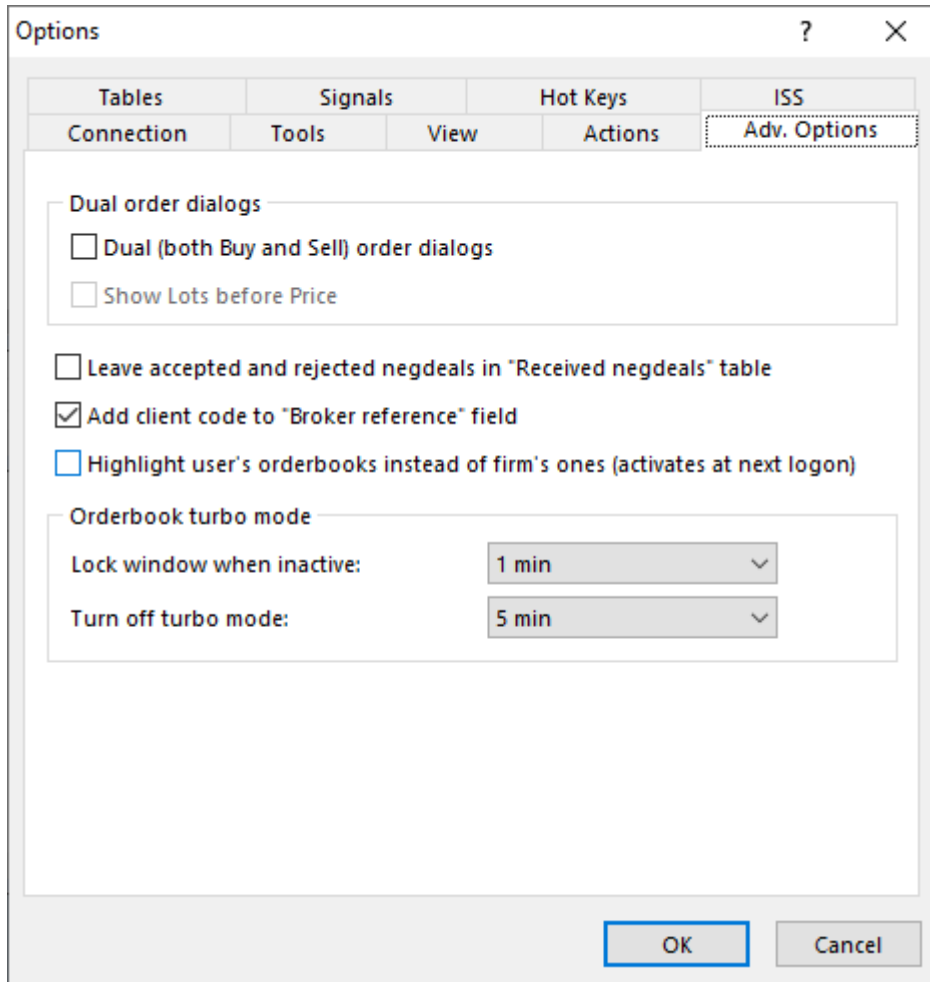 Options ?
Tables Signals Hot Keys ISS
Connection Tools View Actions Adv. Options
Dual order dialogs
Dual (both Buy and Sell) order dialogs
Show Lots before Price
Leave accepted and rejected negdeals in "Received negdeals" table
Add client code to "Broker reference" field
Highlight user's orderbooks instead of firm's ones (activates at next logon)
Orderbook turbo mode
Lock window when inactive: 1 min
Turn off turbo mode: 5 min
OK Cancel